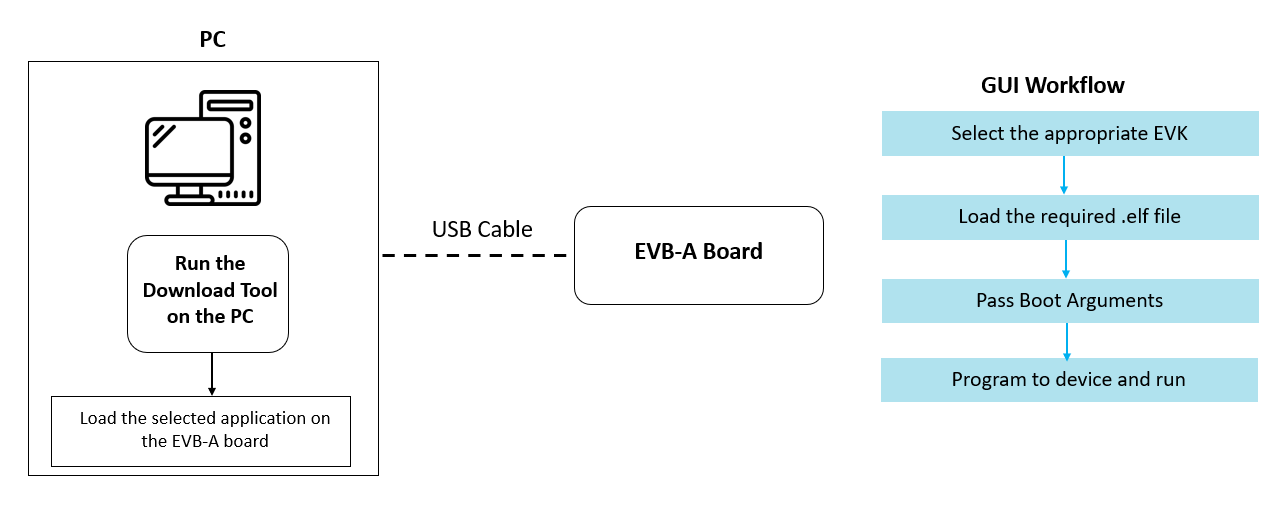 PC
Run the
Download Tool
on the PC
Load the selected application on
the EVB-A board
USB Cable
EVB-A Board
GUI Workflow
Select the appropriate EVK
Load the required .elf file
Pass Boot Arguments
Program to device and run